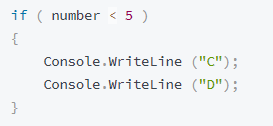 if ( number < 5 )
{
    Console.WriteLine ("C");
    Console.WriteLine ("D");
}